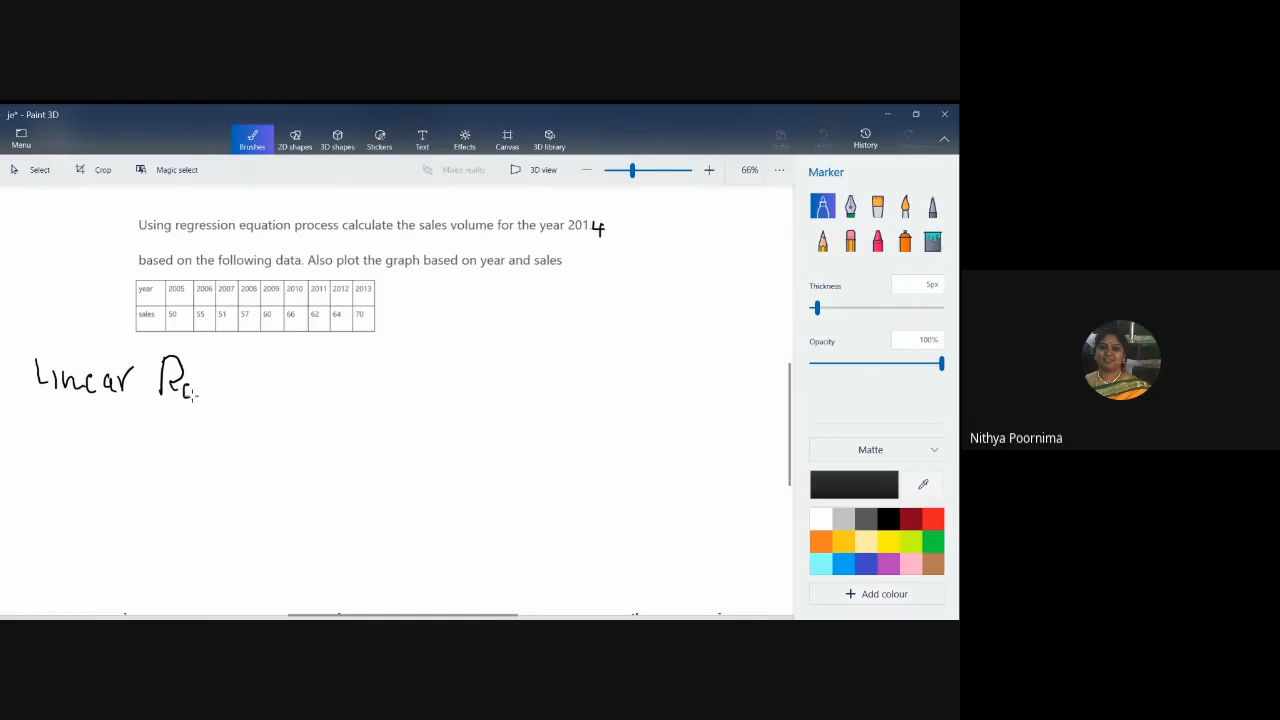 je* - Paint 3D
Menu
Brushes 2D shapes 3D shapes Stickers Text Effects Canvas 3D library History
Select Crop Magic select Mixed reality 3D view 66%
Marker
Using regression equation process calculate the sales volume for the year 2014
based on the following data. Also plot the graph based on year and sales
year 2005 2006 2007 2008 2009 2010 2011 2012 2013
sales 50 55 51 57 60 66 62 64 70
Linear Re
Thickness 5px
Opacity 100%
Matte
Add colour
Nithya Poornima